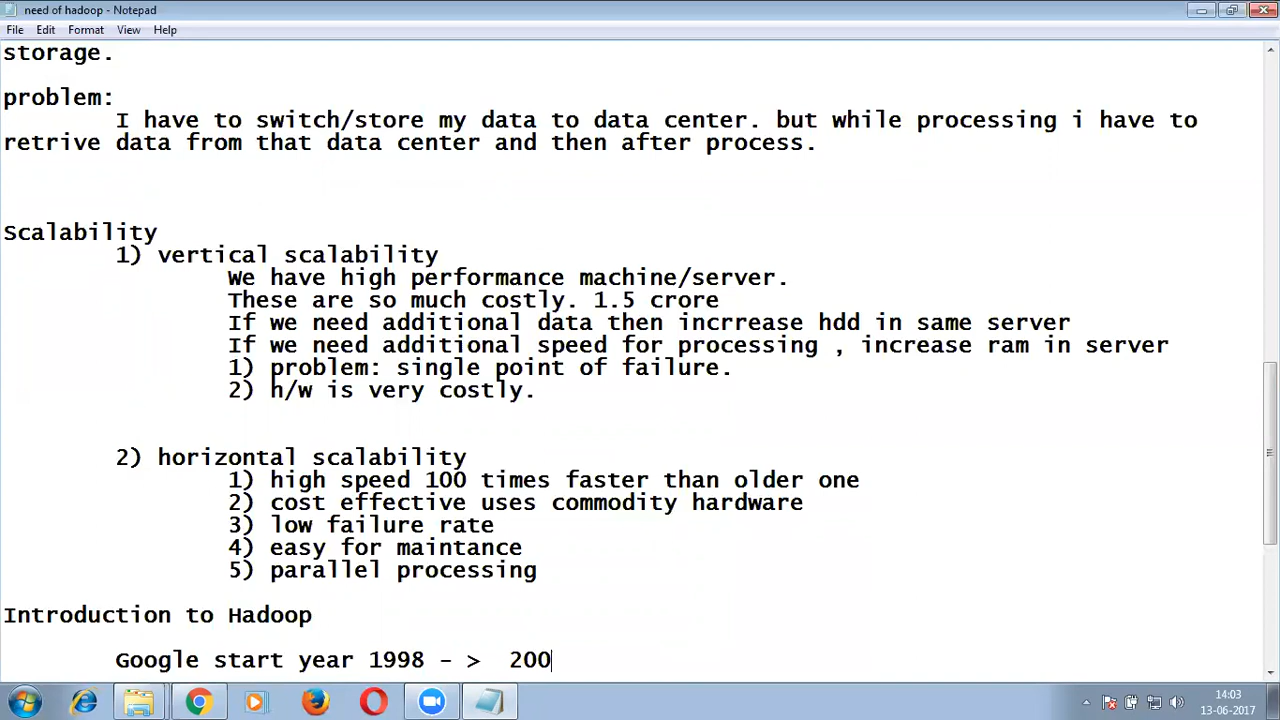 need of hadoop - Notepad
File Edit Format View Help
storage.
problem:
I have to switch/store my data to data center. but while processing i have to
retrive data from that data center and then after process.
Scalability
1) vertical scalability
We have high performance machine/server.
These are so much costly. 1.5 crore
If we need additional data then incrrease hdd in same server
If we need additional speed for processing , increase ram in server
1) problem: single point of failure.
2) h/w is very costly.
2) horizontal scalability
1) high speed 100 times faster than older one
2) cost effective uses commodity hardware
3) low failure rate
4) easy for maintance
5) parallel processing
Introduction to Hadoop
Google start year 1998 - > 200
14:03
13-06-2017